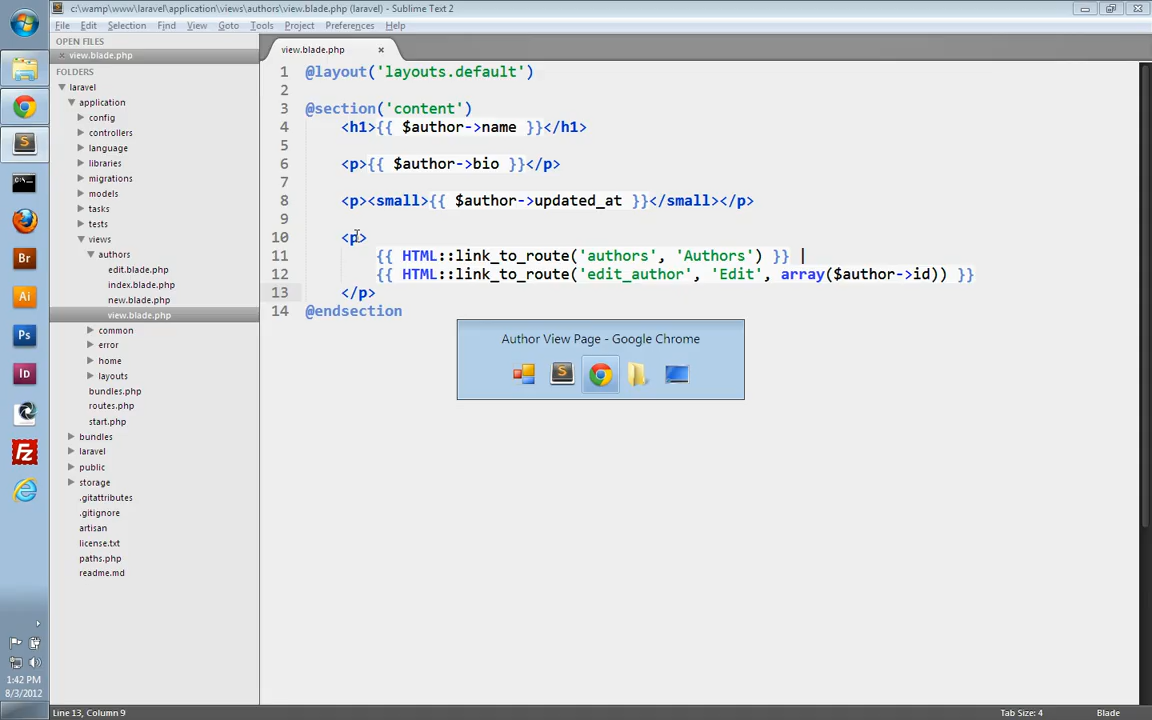 c:\wamp\www\laravel\application\views\authors\view.blade.php (laravel) - Sublime Text 2
File Edit Selection Find View Goto Tools Project Preferences Help
OPEN FILES
view.blade.php
FOLDERS
laravel
application
config
controllers
language
libraries
migrations
models
tasks
tests
views
authors
edit.blade.php
index.blade.php
new.blade.php
view.blade.php
common
error
home
layouts
bundles.php
routes.php
start.php
bundles
laravel
public
storage
.gitattributes
.gitignore
artisan
license.txt
paths.php
readme.md
view.blade.php
1 @layout('layouts.default')
2
3 @section('content')
4 <h1>{{ $author->name }}</h1>
5
6 <p>{{ $author->bio }}</p>
7
8 <p><small>{{ $author->updated_at }}</small></p>
9
10 <p>
11 {{ HTML::link_to_route('authors', 'Authors') }} |
12 {{ HTML::link_to_route('edit_author', 'Edit', array($author->id)) }}
13 </p>
14 @endsection
Author View Page - Google Chrome
Br
Ai
Ps
Id
Fz
1:42 PM
8/3/2012
Line 13, Column 9
Tab Size: 4
Blade